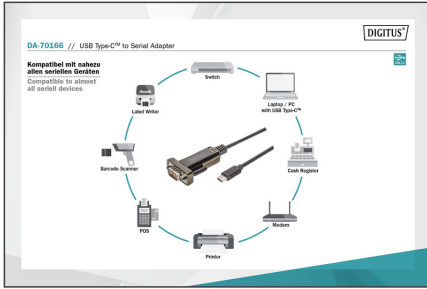 DIGITUS®
DA-70166 // USB Type-C™ to Serial Adapter
Kompatibel mit nahezu
allen seriellen Geräten
Compatible to almost
all seriell devices
Switch
Label Writer
Laptop / PC
with USB Type-C™
Barcode Scanner
Cash Register
POS
Modem
Printer